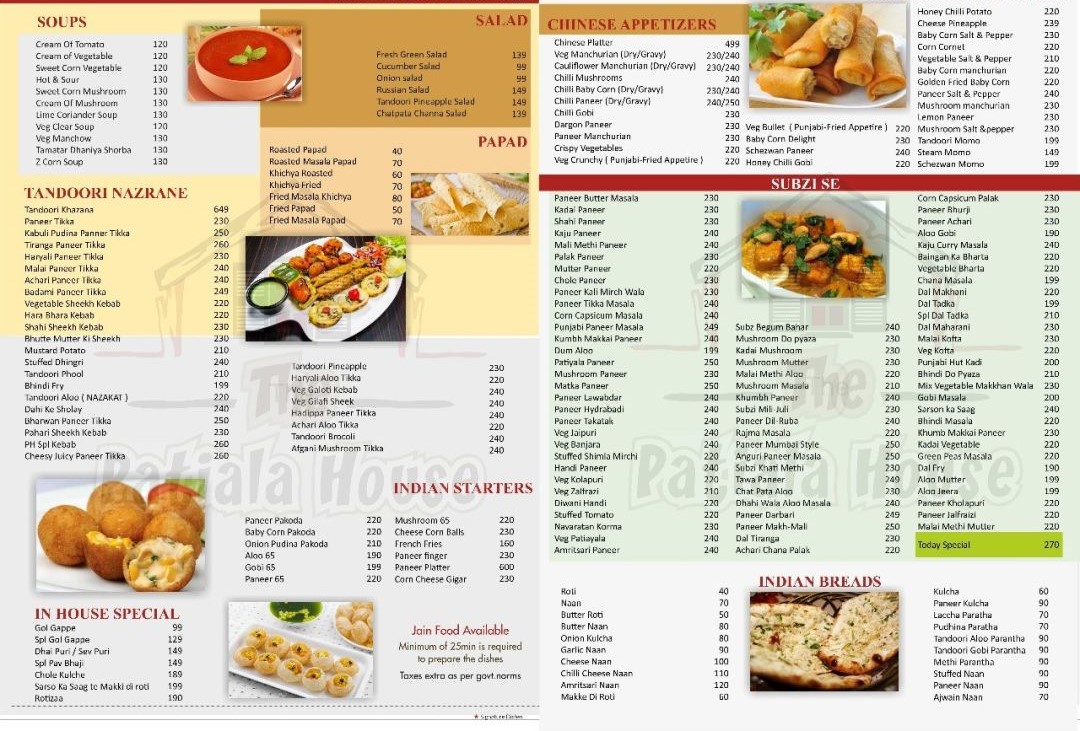 SOUPS
Cream Of Tomato 120
Cream of Vegetable 120
Sweet Corn Vegetable 120
Hot & Sour 130
Sweet Corn Mushroom 130
Cream Of Mushroom 130
Lime Coriander Soup 130
Veg Clear Soup 120
Veg Manchow 130
Tamatar Dhaniya Shorba 130
Z Corn Soup 130
SALAD
Fresh Green Salad 139
Cucumber Salad 99
Onion salad 99
Russian Salad 149
Tandoori Pineapple Salad 149
Chatpata Channa Salad 139
PAPAD
Roasted Papad 40
Roasted Masala Papad 70
Khichya Roasted 60
Khichya Fried 70
Fried Masala Khichya 80
Fried Papad 50
Fried Masala Papad 70
TANDOORI NAZRANE
Tandoori Khazana 649
Paneer Tikka 230
Kabuli Pudina Panner Tikka 250
Tiranga Paneer Tikka 260
Haryali Paneer Tikka 230
Malai Paneer Tikka 240
Achari Paneer Tikka 240
Badami Paneer Tikka 249
Vegetable Sheekh Kebab 220
Hara Bhara Kebab 220
Shahi Sheekh Kebab 230
Bhutte Mutter Ki Sheekh 230
Mustard Potato 210
Stuffed Dhingri 240
Tandoori Phool 210
Bhindi Fry 199
Tandoori Aloo ( NAZAKAT ) 220
Dahi Ke Sholay 240
Bharwan Paneer Tikka 250
Pahari Sheekh Kebab 230
PH Spl Kebab 260
Cheesy Juicy Paneer Tikka 260
Tandoori Pineapple 230
Haryali Aloo Tikka 220
Veg Galoti Kebab 240
Veg Gilafi Sheek 240
Hadippa Paneer Tikka 240
Achari Aloo Tikka 220
Tandoori Brocoli 240
Afgani Mushroom Tikka 240
INDIAN STARTERS
Paneer Pakoda 220
Baby Corn Pakoda 220
Onion Pudina Pakoda 210
Aloo 65 190
Gobi 65 199
Paneer 65 220
Mushroom 65 220
Cheese Corn Balls 230
French Fries 160
Paneer finger 230
Paneer Platter 600
Corn Cheese Gigar 230
IN HOUSE SPECIAL
Gol Gappe 99
Spl Gol Gappe 129
Dhai Puri / Sev Puri 149
Spl Pav Bhaji 149
Chole Kulche 189
Sarso Ka Saag te Makki di roti 199
Rotizaa 190
Jain Food Available
Minimum of 25min is required
to prepare the dishes
Taxes extra as per govt.norms
Signature Dishes
CHINESE APPETIZERS
Chinese Platter 499
Veg Manchurian (Dry/Gravy) 230/240
Cauliflower Manchurian (Dry/Gravy) 230/240
Chilli Mushrooms 240
Chilli Baby Corn (Dry/Gravy) 230/240
Chilli Paneer (Dry/Gravy) 240/250
Chilli Gobi 230
Dargon Paneer 230
Paneer Manchurian 230
Crispy Vegetables 220
Veg Crunchy ( Punjabi-Fried Appetire ) 220
Veg Bullet ( Punjabi-Fried Appetire ) 220
Baby Corn Delight 230
Schezwan Paneer 240
Honey Chilli Gobi 220
Honey Chilli Potato 220
Cheese Pineapple 239
Baby Corn Salt & Pepper 230
Corn Cornet 220
Vegetable Salt & Pepper 210
Baby Corn manchurian 220
Golden Fried Baby Corn 220
Paneer Salt & Pepper 240
Mushroom manchurian 230
Lemon Paneer 230
Mushroom Salt &pepper 230
Tandoori Momo 199
Steam Momo 149
Schezwan Momo 199
SUBZI SE
Paneer Butter Masala 230
Kadai Paneer 230
Shahi Paneer 230
Kaju Paneer 240
Mali Methi Paneer 240
Palak Paneer 230
Mutter Paneer 220
Chole Paneer 230
Paneer Kali Mirch Wala 230
Paneer Tikka Masala 240
Corn Capsicum Masala 240
Punjabi Paneer Masala 249
Kumbh Makkai Paneer 240
Dum Aloo 199
Patiyala Paneer 250
Mushroom Paneer 230
Matka Paneer 250
Paneer Lawabdar 240
Paneer Hydrabadi 240
Paneer Takatak 240
Veg Jaipuri 240
Veg Banjara 240
Stuffed Shimla Mirchi 220
Handi Paneer 240
Veg Kolapuri 220
Veg Zalfrazi 210
Diwani Handi 220
Stuffed Tomato 220
Navaratan Korma 230
Veg Patiayala 240
Amritsari Paneer 240
Subz Begum Bahar 240
Mushroom Do pyaza 230
Kadai Mushroom 230
Mushroom Mutter 230
Malai Methi Aloo 220
Mushroom Masala 210
Khumbh Paneer 240
Subzi Mili-Juli 230
Paneer Dil-Ruba 240
Rajma Masala 220
Paneer Mumbai Style 250
Anguri Paneer Masala 250
Subzi Khati Methi 230
Tawa Paneer 249
Chat Pata Aloo 230
Dhahi Wala Aloo Masala 240
Paneer Darbari 249
Paneer Makh-Mali 250
Dal Tiranga 230
Achari Chana Palak 220
Corn Capsicum Palak 230
Paneer Bhurji 230
Paneer Achari 230
Aloo Gobi 190
Kaju Curry Masala 240
Baingan Ka Bharta 220
Vegetable Bharta 220
Chana Masala 199
Dal Makhani 220
Dal Tadka 199
Spl Dal Tadka 210
Dal Maharani 230
Malai Kofta 230
Veg Kofta 220
Punjabi Hut Kadi 200
Bhindi Do Pyaza 210
Mix Vegetable Makkhan Wala 230
Gobi Masala 200
Sarson ka Saag 240
Bhindi Masala 220
Khumb Makkai Paneer 230
Kadai Vegetable 220
Green Peas Masala 220
Dal Fry 190
Aloo Mutter 199
Aloo Jeera 199
Paneer Kholapuri 220
Paneer Jalfraizi 220
Malai Methi Mutter 220
Today Special 270
INDIAN BREADS
Roti 40
Naan 70
Butter Roti 50
Butter Naan 80
Onion Kulcha 80
Garlic Naan 90
Cheese Naan 100
Chilli Cheese Naan 110
Amritsari Naan 120
Makke Di Roti 60
Kulcha 60
Paneer Kulcha 90
Laccha Paratha 70
Pudhina Paratha 70
Tandoori Aloo Parantha 90
Tandoori Gobi Parantha 90
Methi Parantha 90
Stuffed Naan 90
Paneer Naan 90
Ajwain Naan 70
The
Patiala House
The
Patiala House